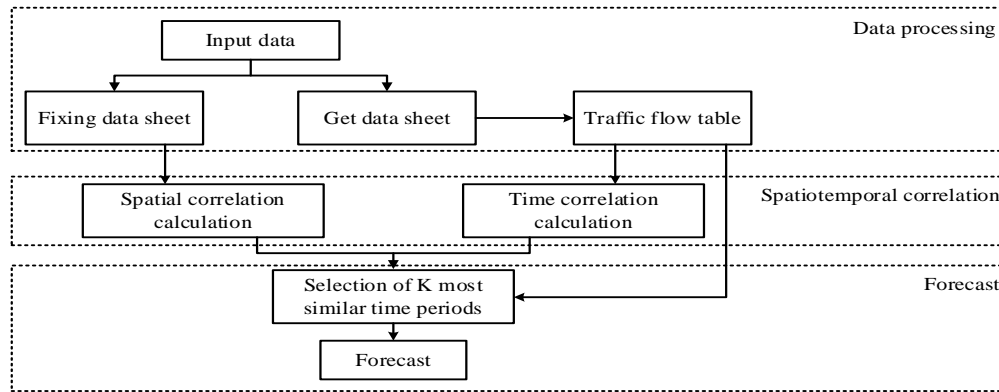 Data processing
Input data
Fixing data sheet
Get data sheet
Traffic flow table
Spatiotemporal correlation
Spatial correlation
calculation
Time correlation
calculation
Forecast
Selection of K most
similar time periods
Forecast